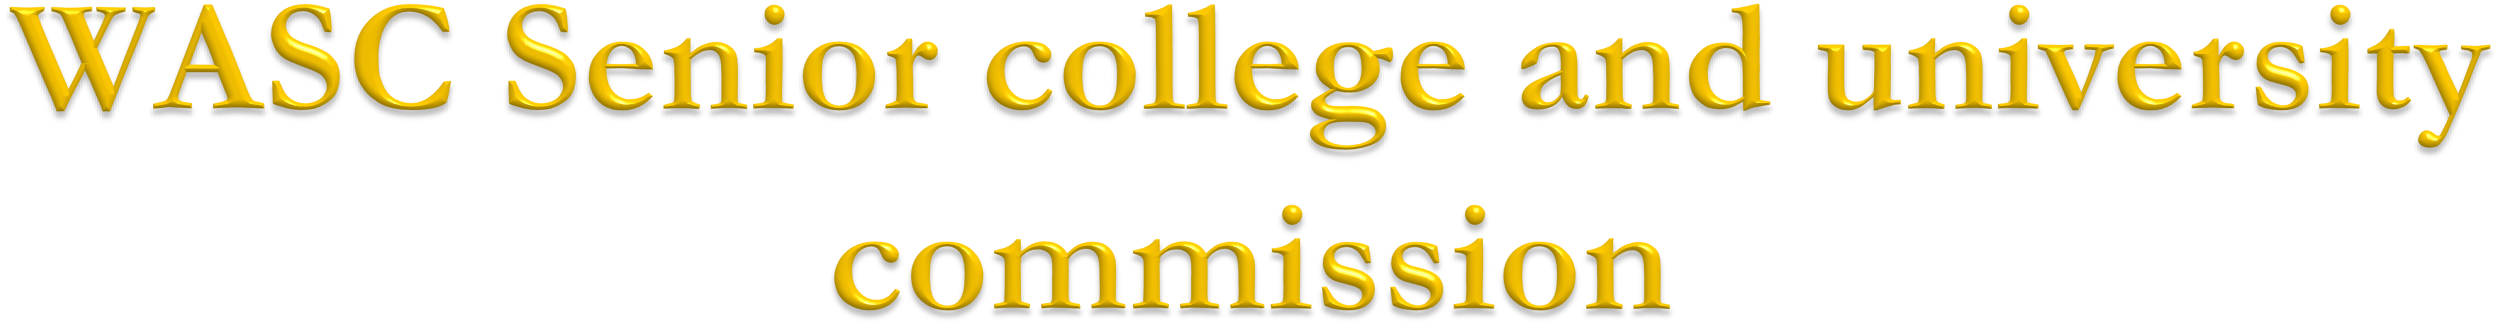 WASC Senior college and university
commission